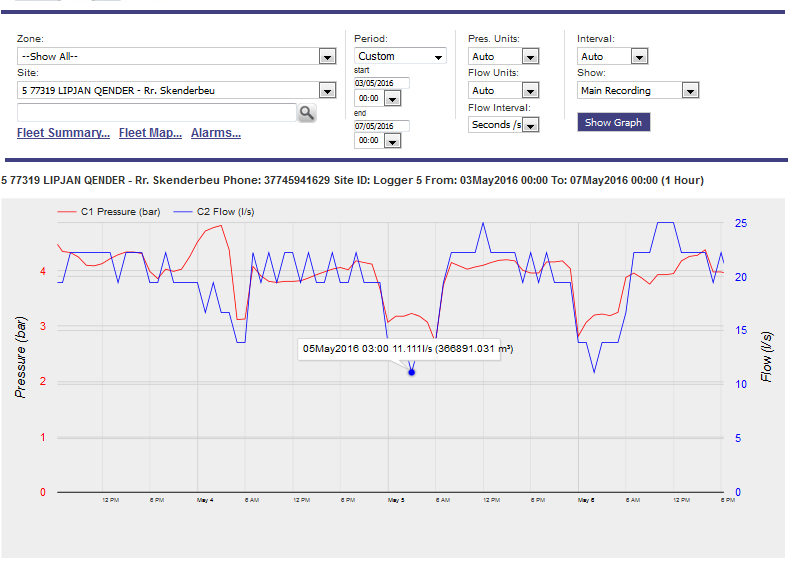 Zone:
--Show All--
Site:
5 77319 LIPJAN QENDER - Rr. Skenderbeu
Fleet Summary... Fleet Map... Alarms...
Period:
Custom
start
03/05/2016
00:00
end
07/05/2016
00:00
Pres. Units:
Auto
Flow Units:
Auto
Flow Interval:
Seconds /s
Interval:
Auto
Show:
Main Recording
Show Graph
5 77319 LIPJAN QENDER - Rr. Skenderbeu Phone: 37745941629 Site ID: Logger 5 From: 03May2016 00:00 To: 07May2016 00:00 (1 Hour)
C1 Pressure (bar) C2 Flow (l/s)
Pressure (bar)
4
3
2
1
0
05May2016 03:00 11.111l/s (366891.031 m³)
25
20
15
10
5
0
Flow (l/s)
12 PM 6 PM May 4 6 AM 12 PM 6 PM May 5 6 AM 12 PM 6 PM May 6 6 AM 12 PM 6 PM